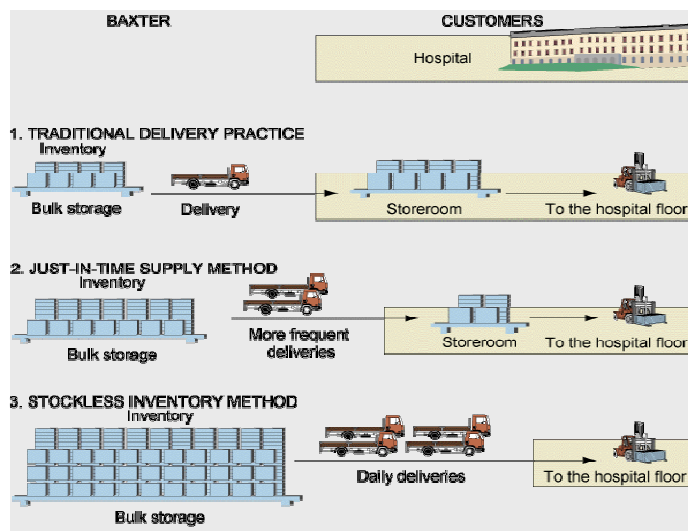 BAXTER
CUSTOMERS
Hospital
1. TRADITIONAL DELIVERY PRACTICE
Inventory
Bulk storage
Delivery
Storeroom
To the hospital floor
2. JUST-IN-TIME SUPPLY METHOD
Inventory
Bulk storage
More frequent
deliveries
Storeroom
To the hospital floor
3. STOCKLESS INVENTORY METHOD
Inventory
Bulk storage
Daily deliveries
To the hospital floor